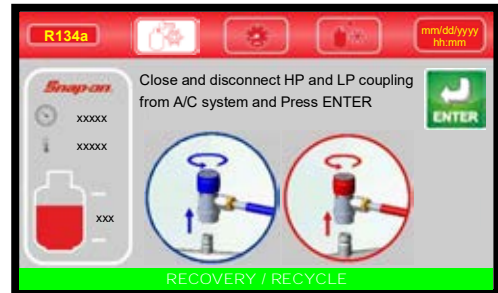 R134a
mm/dd/yyyy
hh:mm
Snap-on
xxxxx
xxxxx
xxx
Close and disconnect HP and LP coupling
from A/C system and Press ENTER
ENTER
RECOVERY / RECYCLE